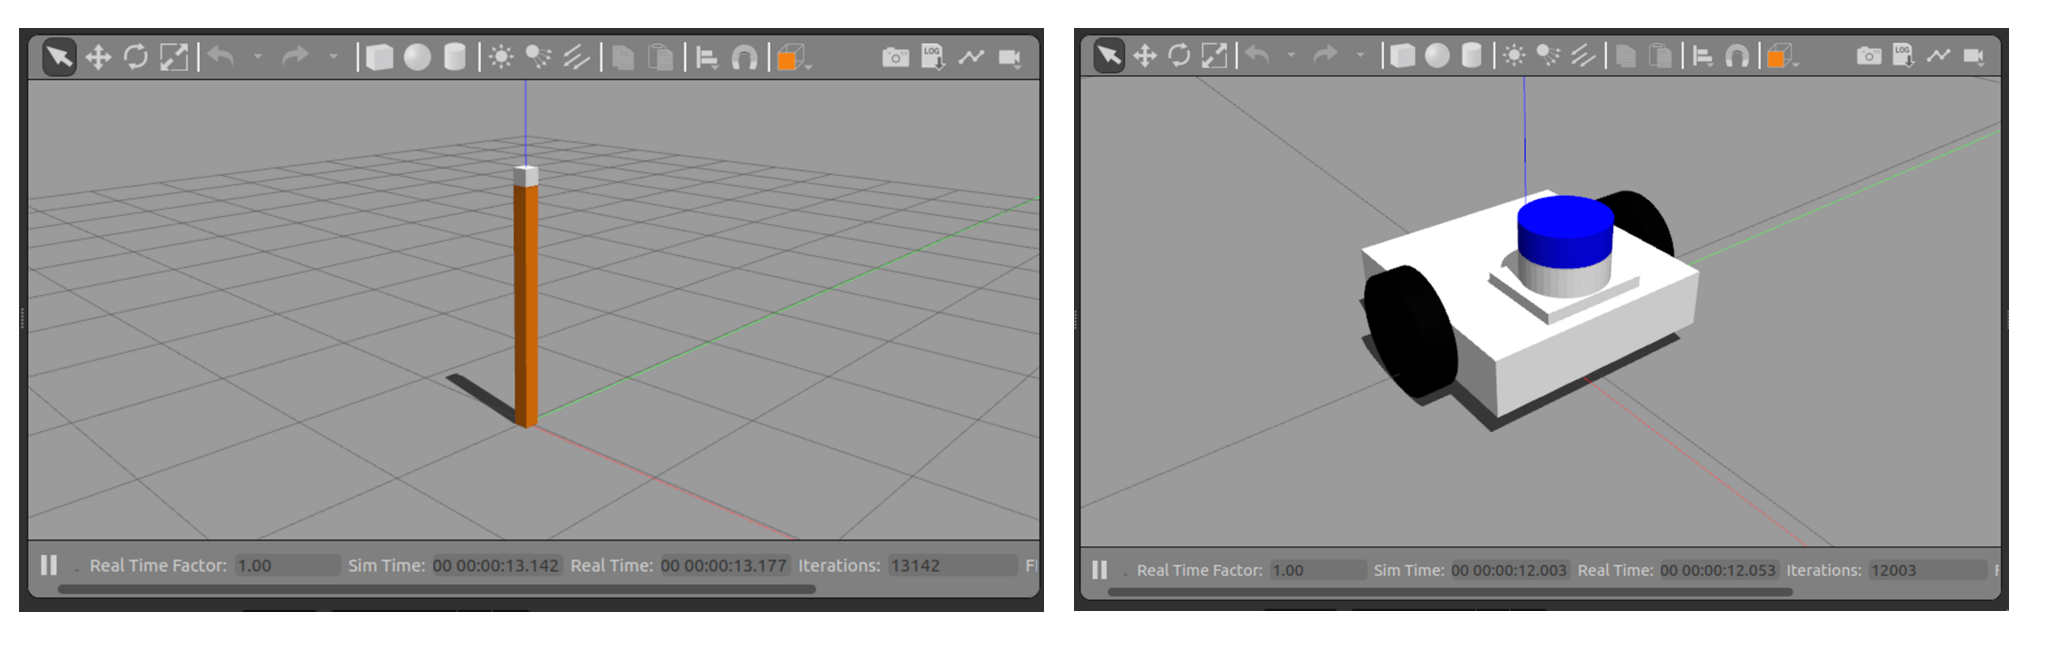 LOG
Real Time Factor: 1.00 Sim Time: 00 00:00:13.142 Real Time: 00 00:00:13.177 Iterations: 13142 F
LOG
Real Time Factor: 1.00 Sim Time: 00 00:00:12.003 Real Time: 00 00:00:12.053 Iterations: 12003